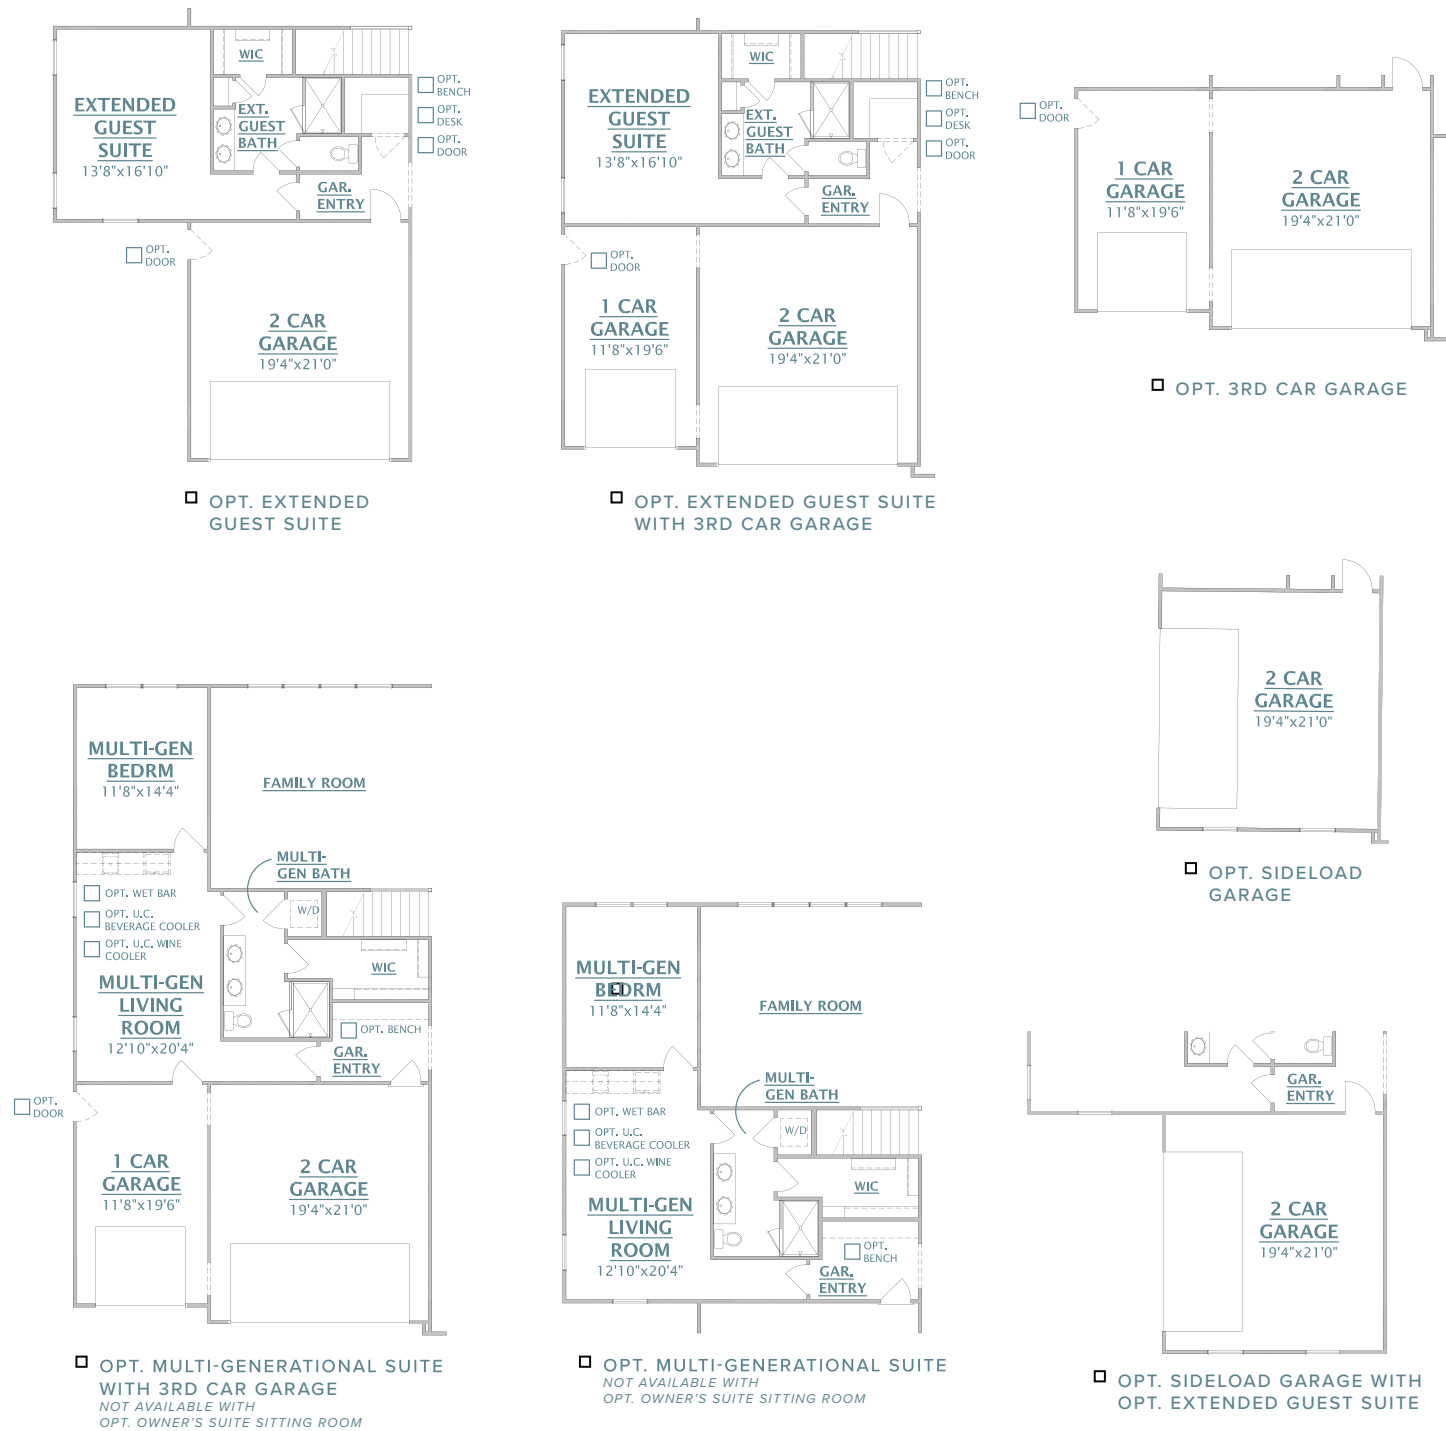 WIC
EXTENDED
GUEST
SUITE
13'8"x16'10"
EXT.
GUEST
BATH
GAR.
ENTRY
OPT.
BENCH
OPT.
DESK
OPT.
DOOR
OPT.
DOOR
2 CAR
GARAGE
19'4"x21'0"
OPT. EXTENDED
GUEST SUITE
WIC
EXTENDED
GUEST
SUITE
13'8"x16'10"
EXT.
GUEST
BATH
GAR.
ENTRY
OPT.
BENCH
OPT.
DESK
OPT.
DOOR
OPT.
DOOR
1 CAR
GARAGE
11'8"x19'6"
2 CAR
GARAGE
19'4"x21'0"
OPT. EXTENDED GUEST SUITE
WITH 3RD CAR GARAGE
OPT.
DOOR
1 CAR
GARAGE
11'8"x19'6"
2 CAR
GARAGE
19'4"x21'0"
OPT. 3RD CAR GARAGE
2 CAR
GARAGE
19'4"x21'0"
OPT. SIDELOAD
GARAGE
MULTI-GEN
BEDRM
11'8"x14'4"
FAMILY ROOM
MULTI-
GEN BATH
OPT. WET BAR
OPT. U.C.
BEVERAGE COOLER
OPT. U.C. WINE
COOLER
W/D
WIC
MULTI-GEN
LIVING
ROOM
12'10"x20'4"
OPT. BENCH
GAR.
ENTRY
OPT.
DOOR
1 CAR
GARAGE
11'8"x19'6"
2 CAR
GARAGE
19'4"x21'0"
OPT. MULTI-GENERATIONAL SUITE
WITH 3RD CAR GARAGE
NOT AVAILABLE WITH
OPT. OWNER'S SUITE SITTING ROOM
MULTI-GEN
BEDRM
11'8"x14'4"
FAMILY ROOM
MULTI-
GEN BATH
OPT. WET BAR
OPT. U.C.
BEVERAGE COOLER
OPT. U.C. WINE
COOLER
W/D
WIC
MULTI-GEN
LIVING
ROOM
12'10"x20'4"
OPT.
BENCH
GAR.
ENTRY
OPT. MULTI-GENERATIONAL SUITE
NOT AVAILABLE WITH
OPT. OWNER'S SUITE SITTING ROOM
GAR.
ENTRY
2 CAR
GARAGE
19'4"x21'0"
OPT. SIDELOAD GARAGE WITH
OPT. EXTENDED GUEST SUITE